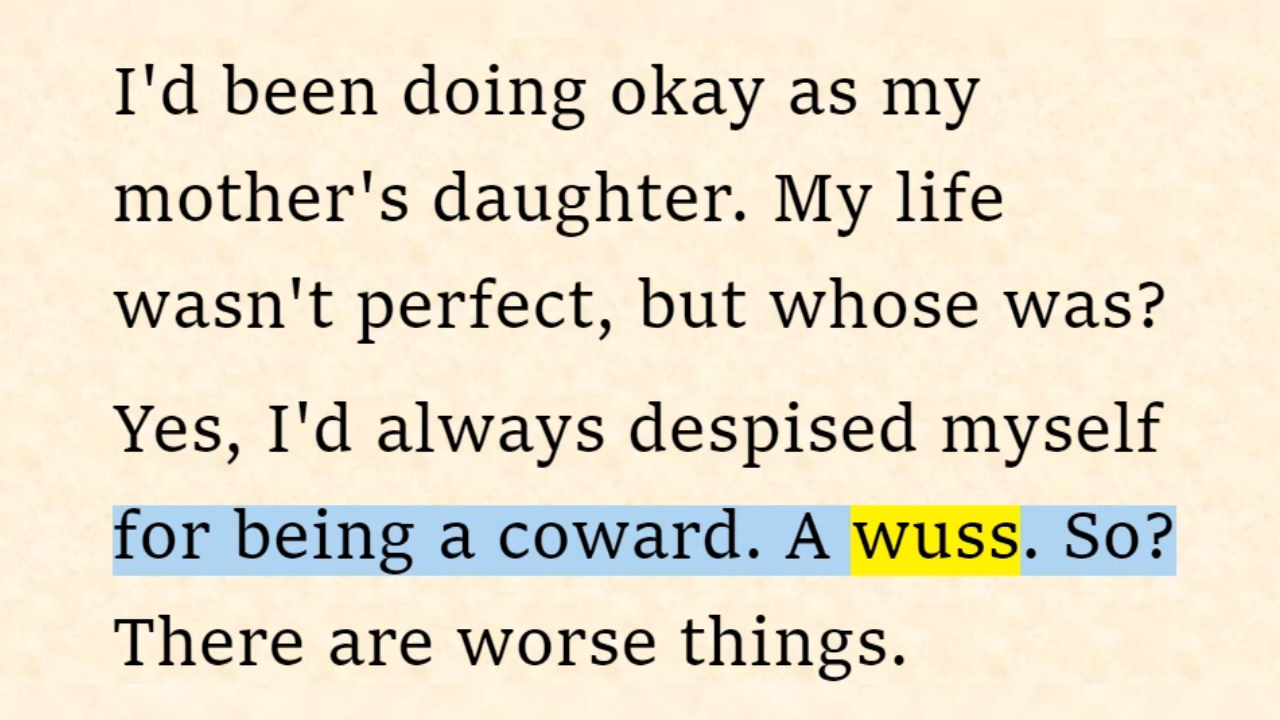 I'd been doing okay as my
mother's daughter. My life
wasn't perfect, but whose was?
Yes, I'd always despised myself
for being a coward. A wuss. So?
There are worse things.